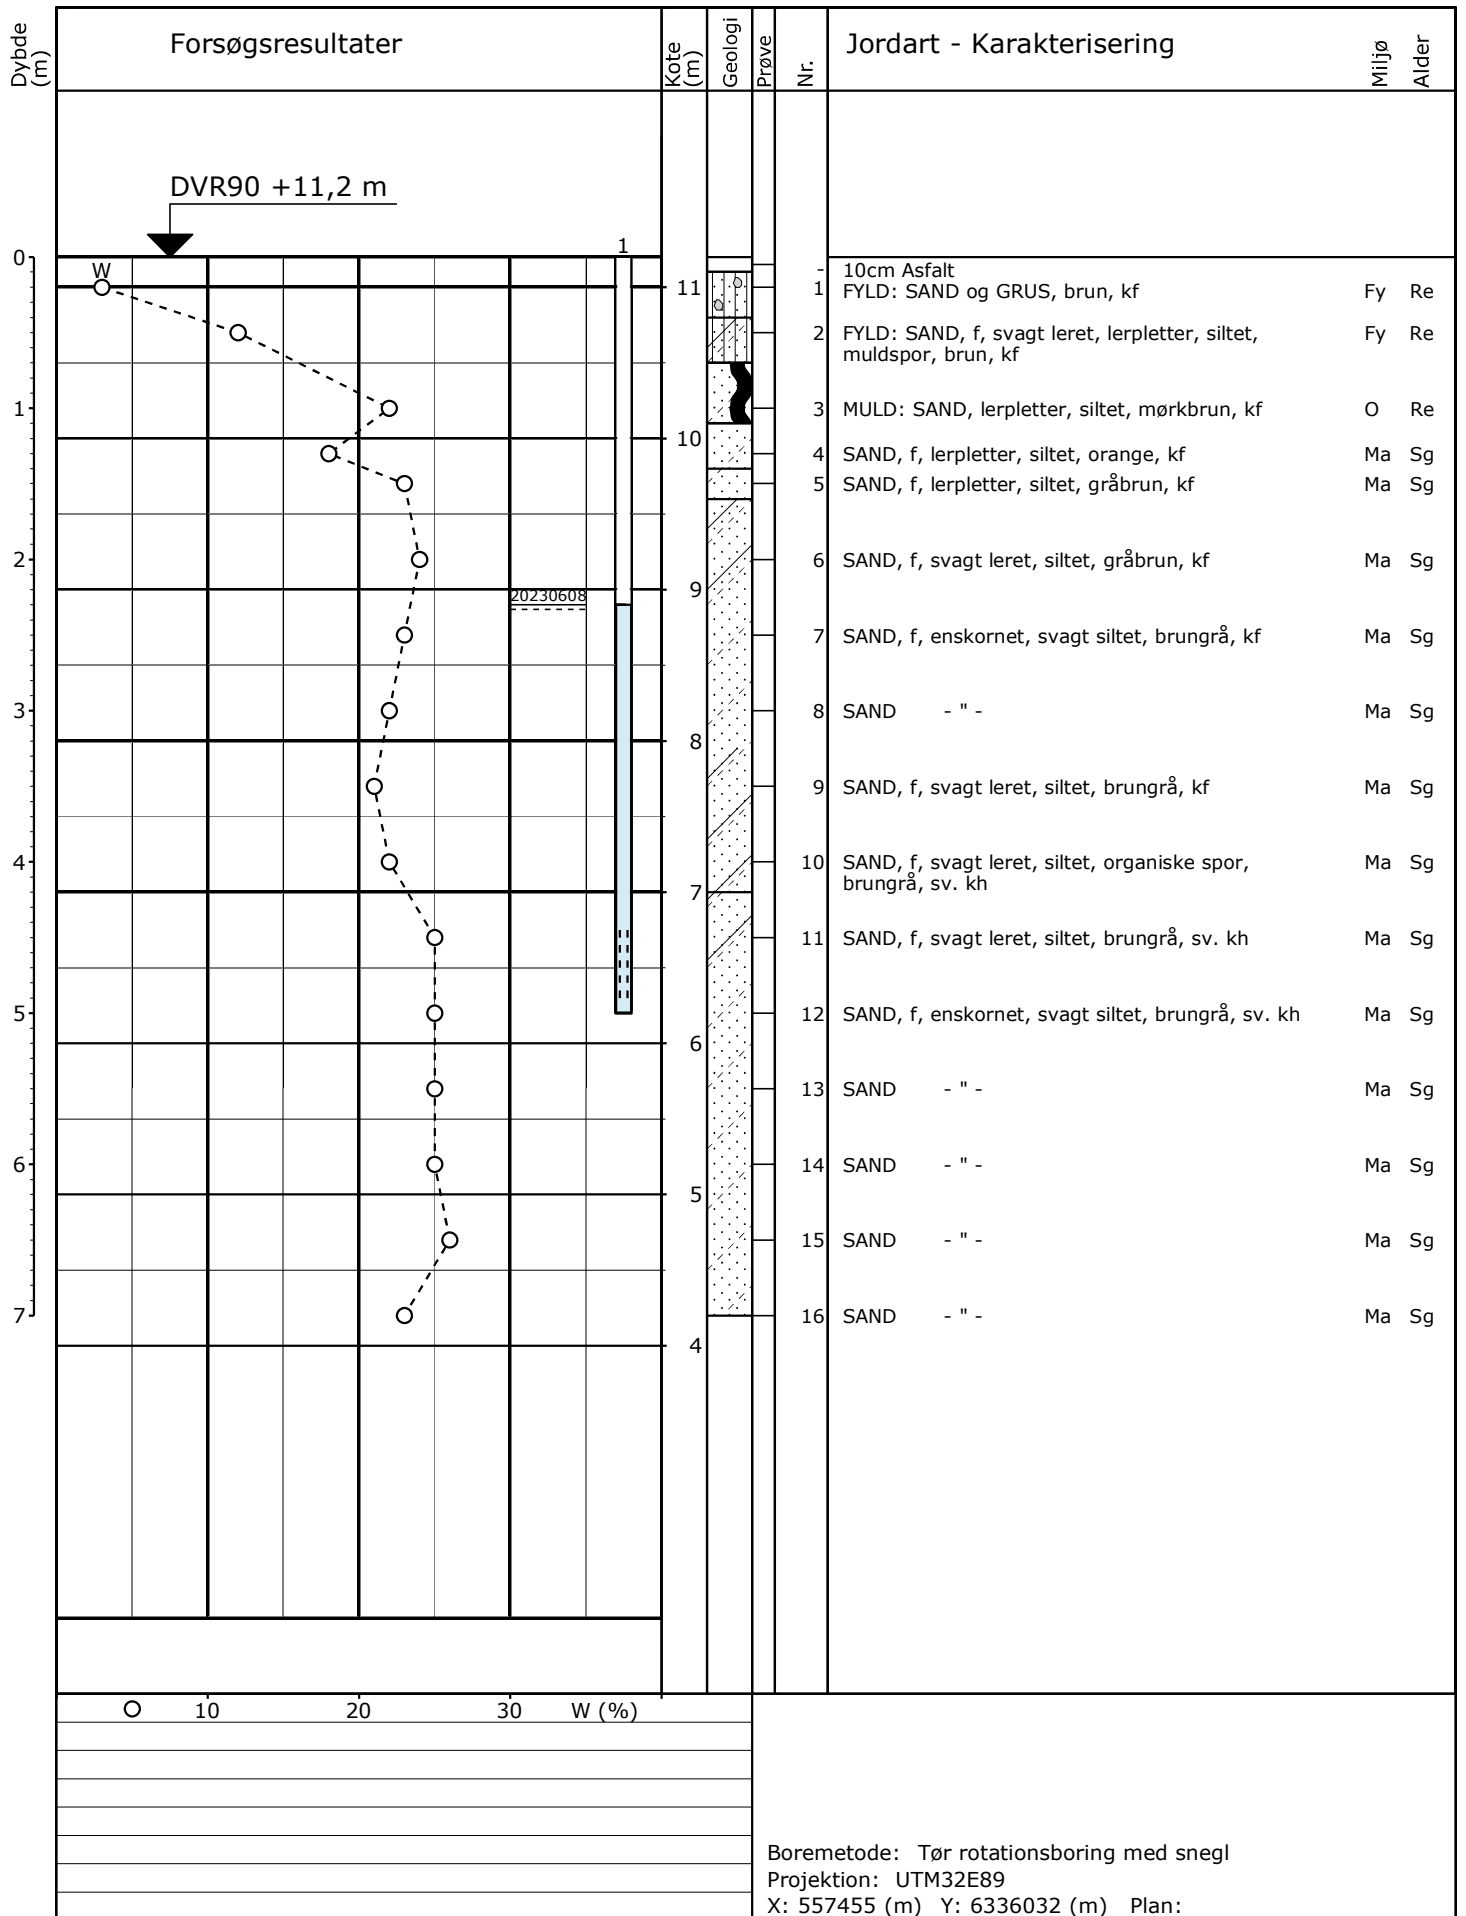 Dybde (m)
Forsøgsresultater
Kote (m)
Geologi
Prøve
Nr.
Jordart - Karakterisering
Miljø
Alder
DVR90 +11,2 m
1
0
W
- 10cm Asfalt
11 1 FYLD: SAND og GRUS, brun, kf Fy Re
2 FYLD: SAND, f, svagt leret, lerpletter, siltet, Fy Re
muldspor, brun, kf
1 3 MULD: SAND, lerpletter, siltet, mørkbrun, kf O Re
10
4 SAND, f, lerpletter, siltet, orange, kf Ma Sg
5 SAND, f, lerpletter, siltet, gråbrun, kf Ma Sg
2 6 SAND, f, svagt leret, siltet, gråbrun, kf Ma Sg
20230608 9
7 SAND, f, enskornet, svagt siltet, brungrå, kf Ma Sg
3 8 SAND - " - Ma Sg
8
9 SAND, f, svagt leret, siltet, brungrå, kf Ma Sg
4 10 SAND, f, svagt leret, siltet, organiske spor, Ma Sg
brungrå, sv. kh
7
11 SAND, f, svagt leret, siltet, brungrå, sv. kh Ma Sg
5 12 SAND, f, enskornet, svagt siltet, brungrå, sv. kh Ma Sg
6
13 SAND - " - Ma Sg
6 14 SAND - " - Ma Sg
5
15 SAND - " - Ma Sg
7 16 SAND - " - Ma Sg
4
10 20 30 W (%)
Boremetode: Tør rotationsboring med snegl
Projektion: UTM32E89
X: 557455 (m) Y: 6336032 (m) Plan: